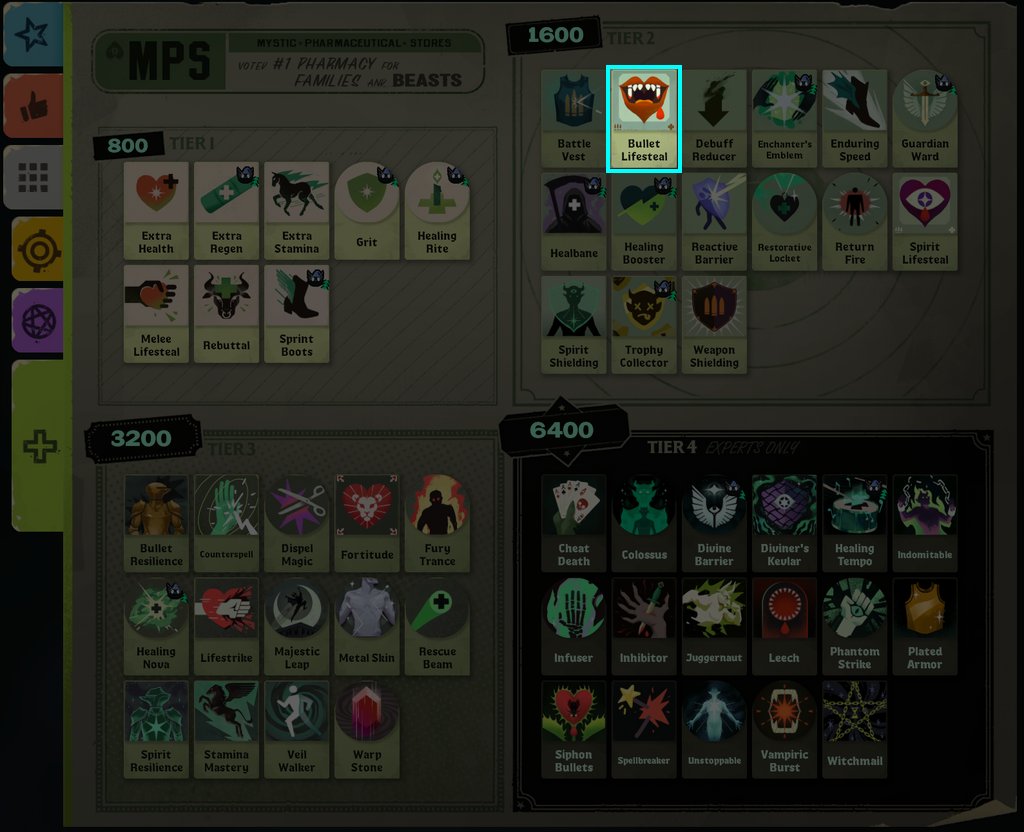 MPS
MYSTIC • PHARMACEUTICAL • STORES
VOTED #1 PHARMACY FOR
FAMILIES AND BEASTS
800
TIER 1
Extra
Health
Extra
Regen
Extra
Stamina
Grit
Healing
Rite
Melee
Lifesteal
Rebuttal
Sprint
Boots
1600
TIER 2
Battle
Vest
Bullet
Lifesteal
Debuff
Reducer
Enchanter's
Emblem
Enduring
Speed
Guardian
Ward
Healbane
Healing
Booster
Reactive
Barrier
Restorative
Locket
Return
Fire
Spirit
Lifesteal
Spirit
Shielding
Trophy
Collector
Weapon
Shielding
3200
TIER 3
Bullet
Resilience
Counterspell
Dispel
Magic
Fortitude
Fury
Trance
Healing
Nova
Lifestrike
Majestic
Leap
Metal Skin
Rescue
Beam
Spirit
Resilience
Stamina
Mastery
Veil
Walker
Warp
Stone
6400
TIER 4 EXPERTS ONLY
Cheat
Death
Colossus
Divine
Barrier
Diviner's
Kevlar
Healing
Tempo
Indomitable
Infuser
Inhibitor
Juggernaut
Leech
Phantom
Strike
Plated
Armor
Siphon
Bullets
Spellbreaker
Unstoppable
Vampiric
Burst
Witchmail